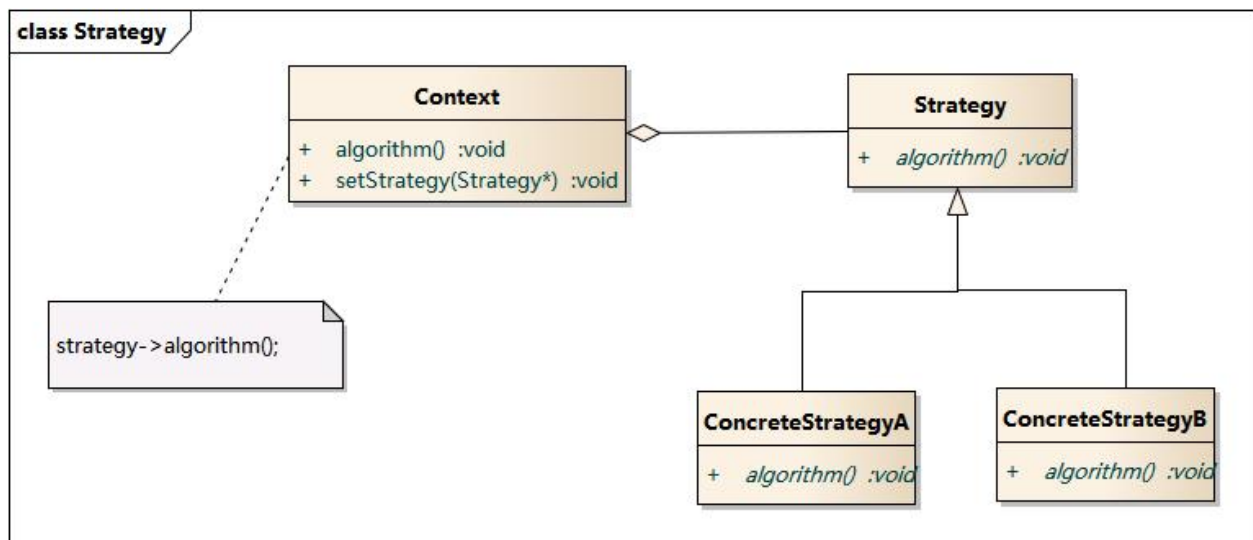 class Strategy
Context
+ algorithm() :void
+ setStrategy(Strategy*) :void
Strategy
+ algorithm() :void
strategy->algorithm();
ConcreteStrategyA
+ algorithm() :void
ConcreteStrategyB
+ algorithm() :void